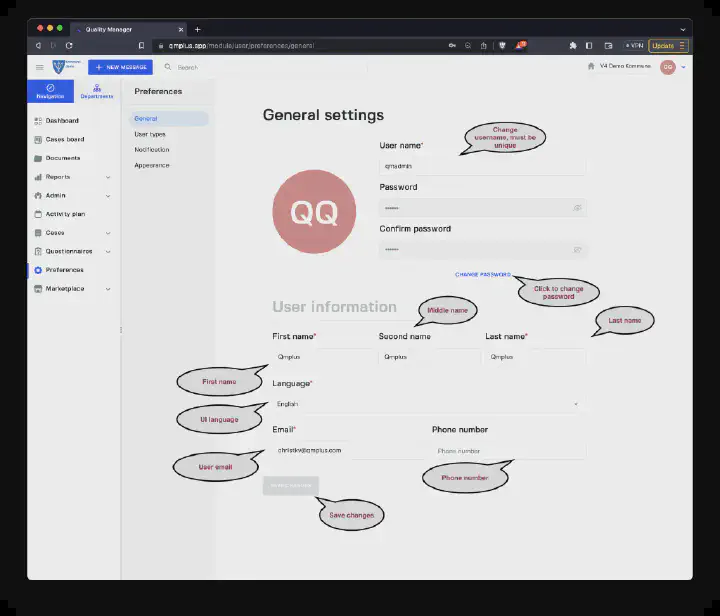 Quality Manager
qmplus.app/module/user/preferences/general
VPN
Update
NEW MESSAGE
Search
V4 Demo Kommune
QQ
Navigation
Departments
Dashboard
Cases board
Documents
Reports
Admin
Activity plan
Cases
Questionnaires
Preferences
Marketplace
Preferences
General
User types
Notification
Appearance
General settings
QQ
User name*
Change
username, must be
unique
qmadmin
Password
Confirm password
CHANGE PASSWORD
Click to change
password
User information
Middle name
Last name
First name*
Second name
Last name*
Qmplus
Qmplus
Qmplus
First name
Language*
English
UI language
Email*
Phone number
christkv@qmplus.com
Phone number
User email
Phone number
Save changes